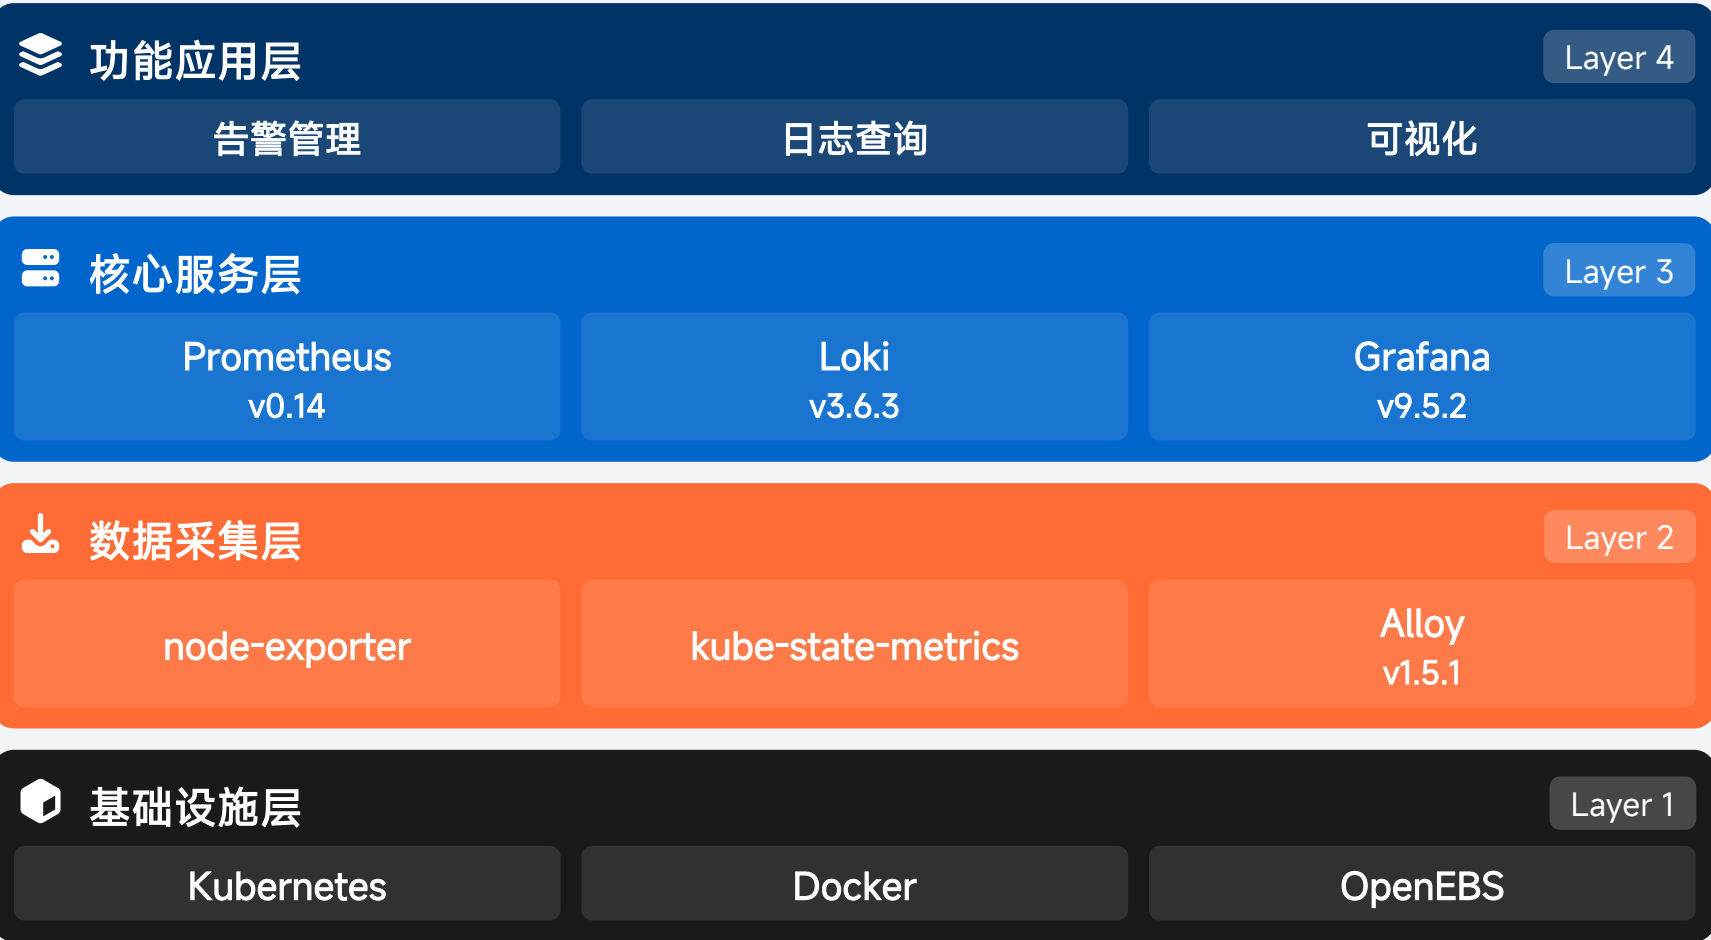 功能应用层
Layer 4
告警管理
日志查询
可视化
核心服务层
Layer 3
Prometheus
v0.14
Loki
v3.6.3
Grafana
v9.5.2
数据采集层
Layer 2
node-exporter
kube-state-metrics
Alloy
v1.5.1
基础设施层
Layer 1
Kubernetes
Docker
OpenEBS